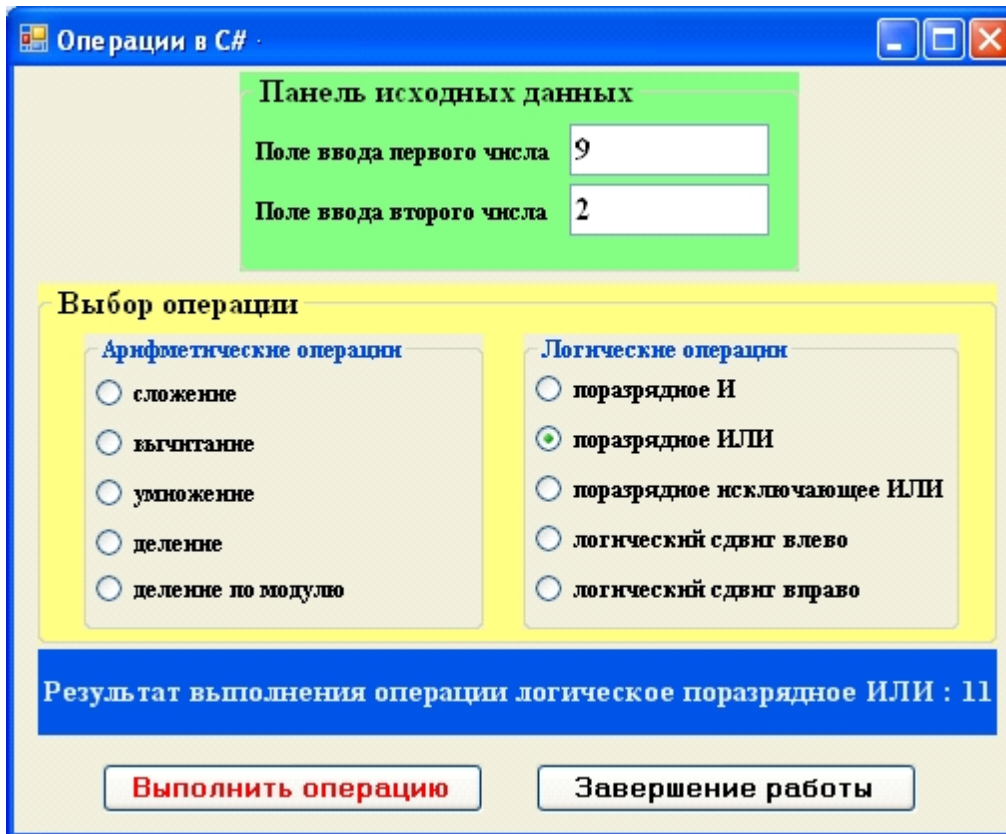 Операции в C#
Панель исходных данных
Поле ввода первого числа 9
Поле ввода второго числа 2
Выбор операции
Арифметические операции
сложение
вычитание
умножение
деление
деление по модулю
Логические операции
поразрядное И
поразрядное ИЛИ
поразрядное исключающее ИЛИ
логический сдвиг влево
логический сдвиг вправо
Результат выполнения операции логическое поразрядное ИЛИ : 11
Выполнить операцию
Завершение работы